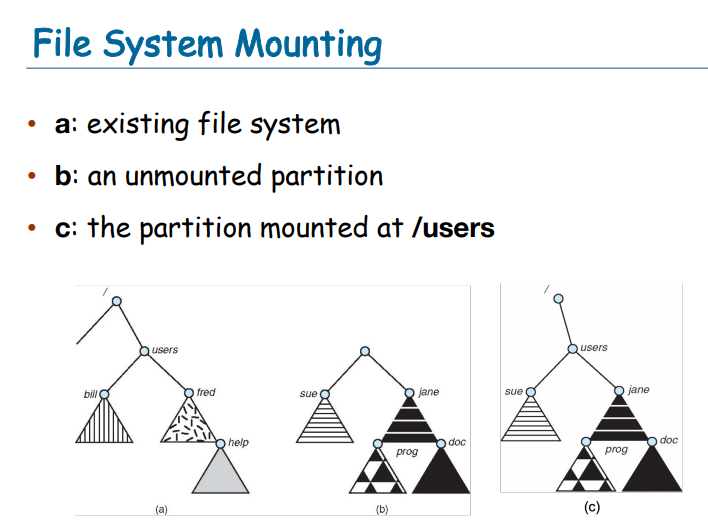 File System Mounting
• a: existing file system
• b: an unmounted partition
• c: the partition mounted at /users
/
users
bill
fred
help
(a)
sue
jane
prog
doc
(b)
/
users
sue
jane
prog
doc
(c)